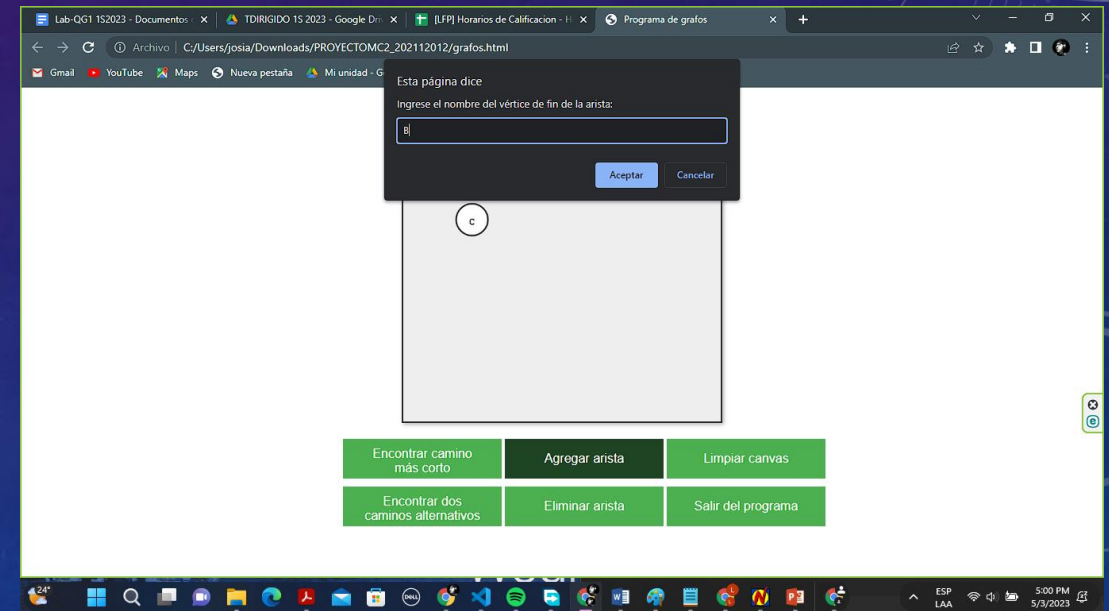 Lab-QG1 1S2023 - Documentos
TDIRIGIDO 1S 2023 - Google Dri
[LFP] Horarios de Calificacion - H
Programa de grafos
Archivo
C:/Users/josia/Downloads/PROYECTOMC2_202112012/grafos.html
Gmail
YouTube
Maps
Nueva pestaña
Mi unidad - G
Esta página dice
Ingrese el nombre del vértice de fin de la arista:
B
Aceptar
Cancelar
C
Encontrar camino
más corto
Agregar arista
Limpiar canvas
Encontrar dos
caminos alternativos
Eliminar arista
Salir del programa
24°
DELL
ESP
LAA
5:00 PM
5/3/2023